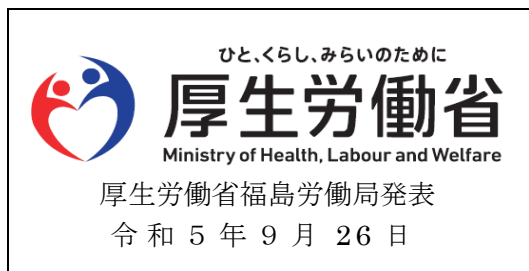 ひと、くらし、みらいのために
厚生労働省
Ministry of Health, Labour and Welfare
厚生労働省福島労働局発表
令和５年９月 26 日